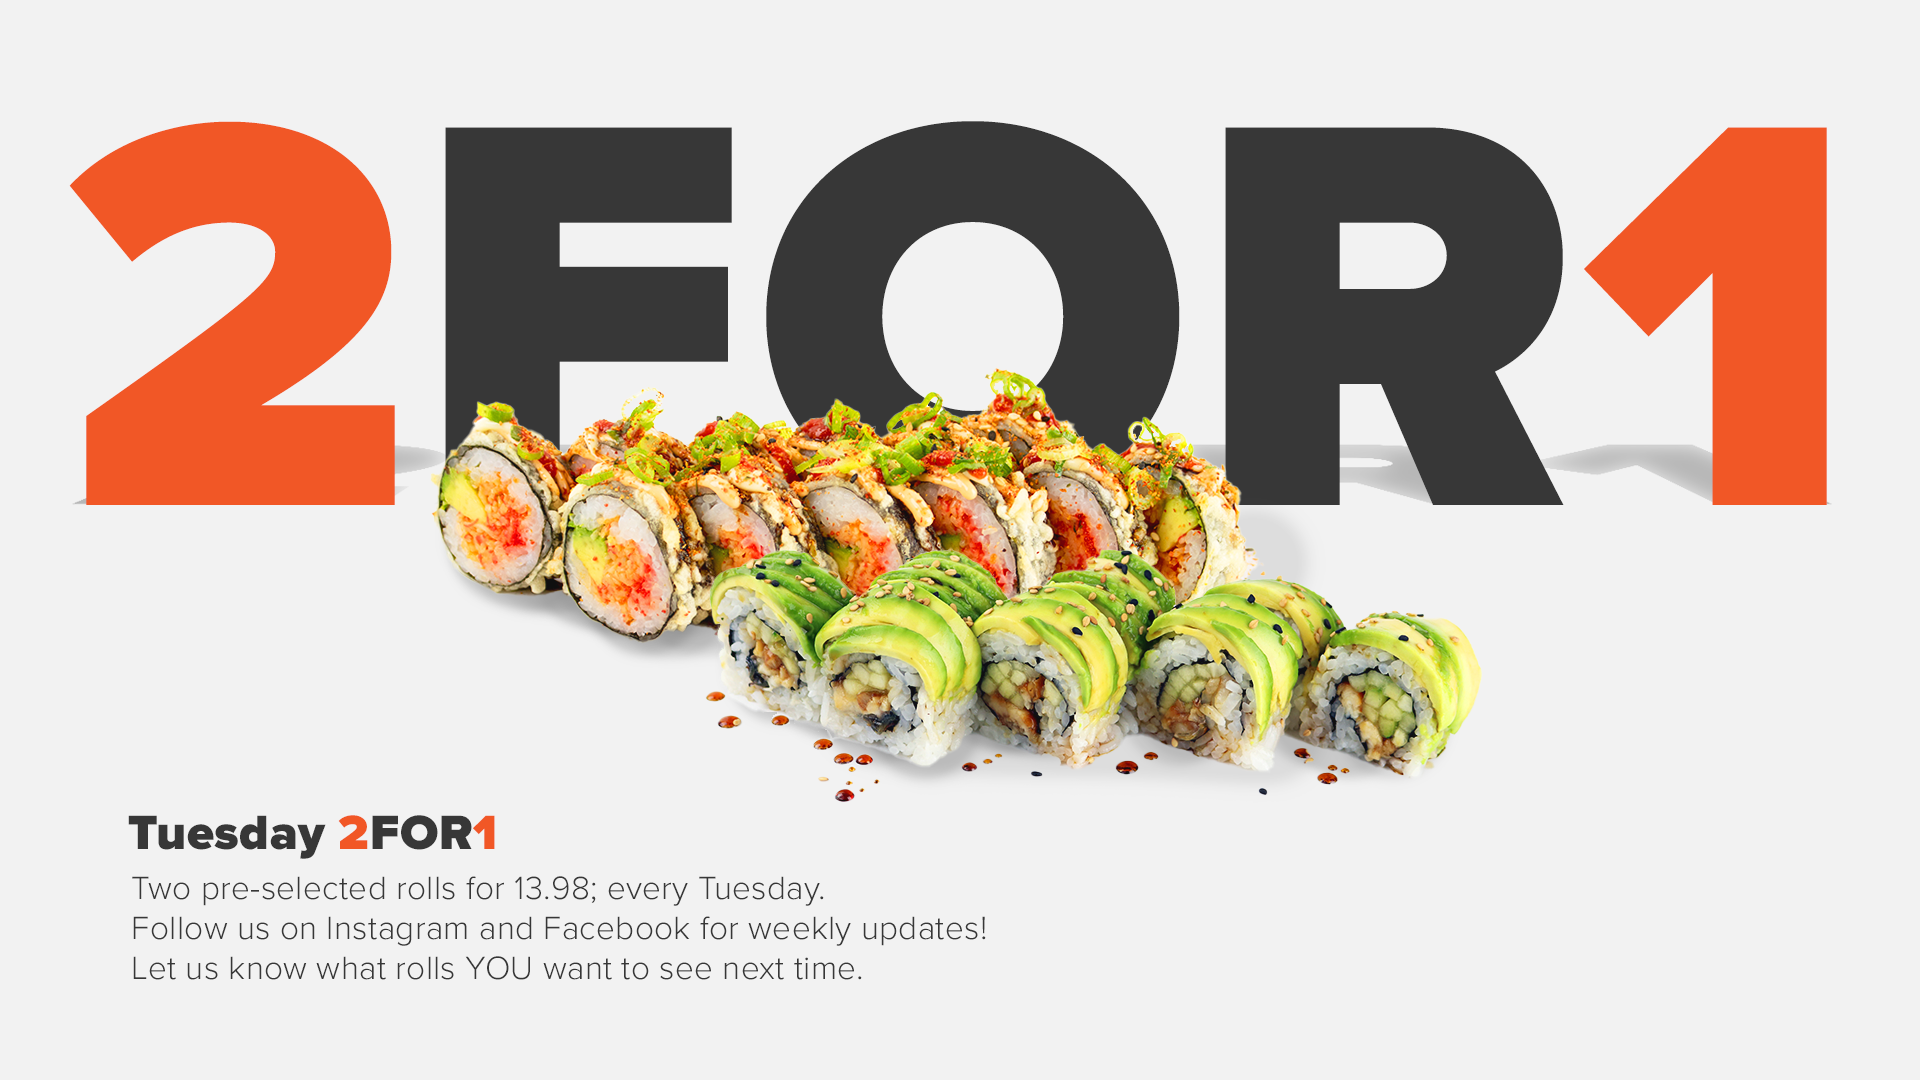 2FOR1
Tuesday 2FOR1
Two pre-selected rolls for 13.98; every Tuesday.
Follow us on Instagram and Facebook for weekly updates!
Let us know what rolls YOU want to see next time.